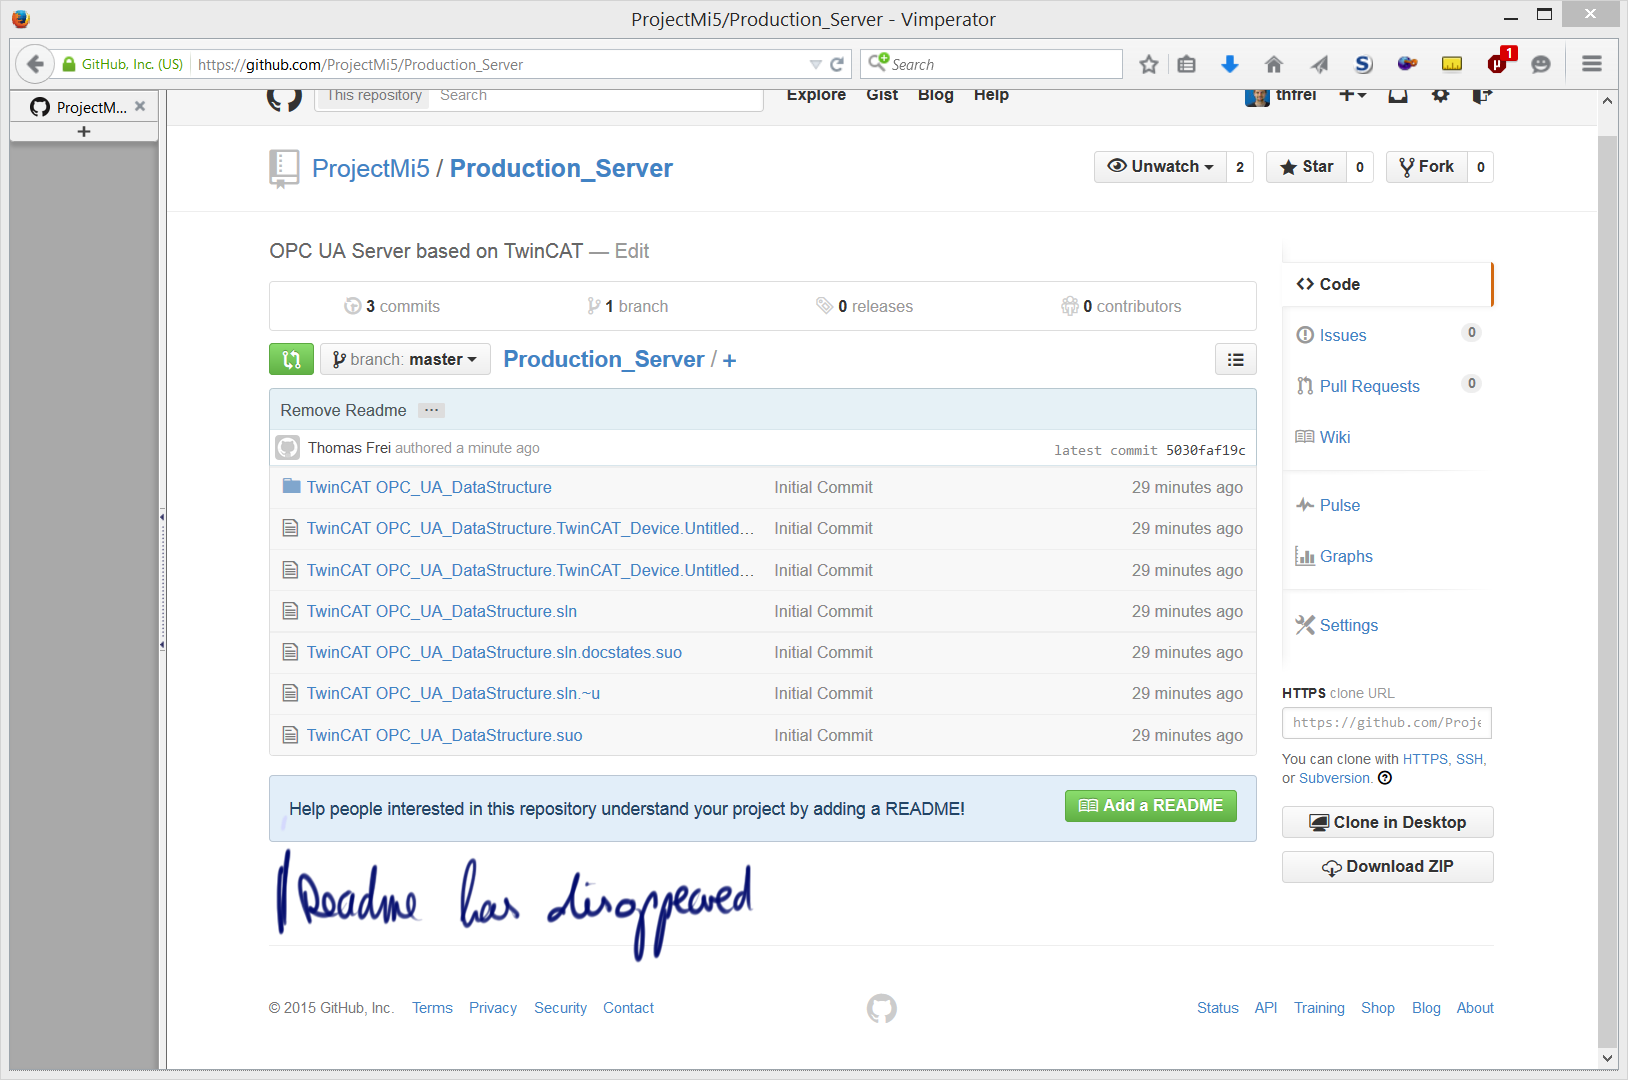 ProjectMi5/Production_Server - Vimperator
GitHub, Inc. (US) https://github.com/ProjectMi5/Production_Server
Search
1
ProjectM...
+
This repository Search
Explore Gist Blog Help
thfrei
ProjectMi5 / Production_Server
Unwatch 2
Star 0
Fork 0
OPC UA Server based on TwinCAT — Edit
3 commits
1 branch
0 releases
0 contributors
branch: master
Production_Server / +
Remove Readme ...
Thomas Frei authored a minute ago
latest commit 5030faf19c
TwinCAT OPC_UA_DataStructure Initial Commit 29 minutes ago
TwinCAT OPC_UA_DataStructure.TwinCAT_Device.Untitled... Initial Commit 29 minutes ago
TwinCAT OPC_UA_DataStructure.TwinCAT_Device.Untitled... Initial Commit 29 minutes ago
TwinCAT OPC_UA_DataStructure.sln Initial Commit 29 minutes ago
TwinCAT OPC_UA_DataStructure.sln.docstates.suo Initial Commit 29 minutes ago
TwinCAT OPC_UA_DataStructure.sln.~u Initial Commit 29 minutes ago
TwinCAT OPC_UA_DataStructure.suo Initial Commit 29 minutes ago
Help people interested in this repository understand your project by adding a README!
Add a README
Readme has disappeared
Code
Issues 0
Pull Requests 0
Wiki
Pulse
Graphs
Settings
HTTPS clone URL
https://github.com/Proje
You can clone with HTTPS, SSH,
or Subversion.
Clone in Desktop
Download ZIP
© 2015 GitHub, Inc. Terms Privacy Security Contact
Status API Training Shop Blog About